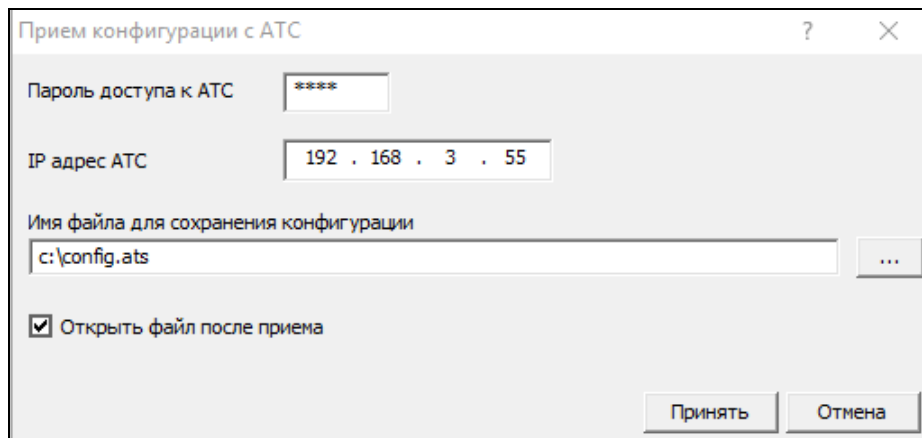 Прием конфигурации с АТС ?
Пароль доступа к АТС ****
IP адрес АТС 192 . 168 . 3 . 55
Имя файла для сохранения конфигурации
c:\config.ats ...
Открыть файл после приема
Принять Отмена